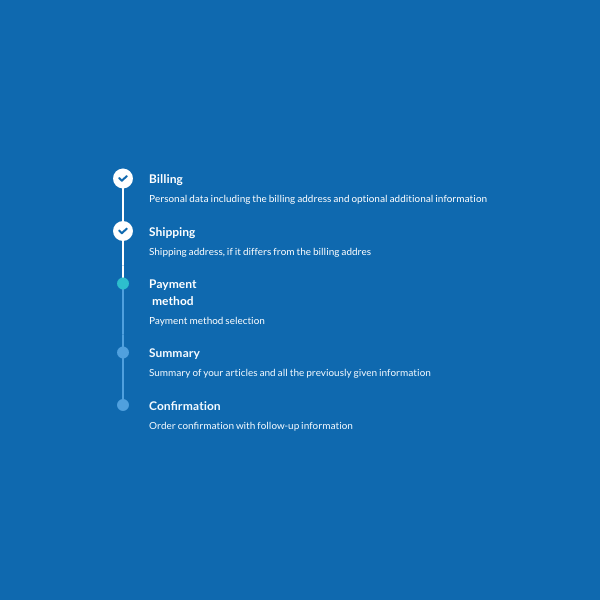 Billing
Personal data including the billing address and optional additional information
Shipping
Shipping address, if it differs from the billing addres
Payment
method
Payment method selection
Summary
Summary of your articles and all the previously given information
Confirmation
Order confirmation with follow-up information